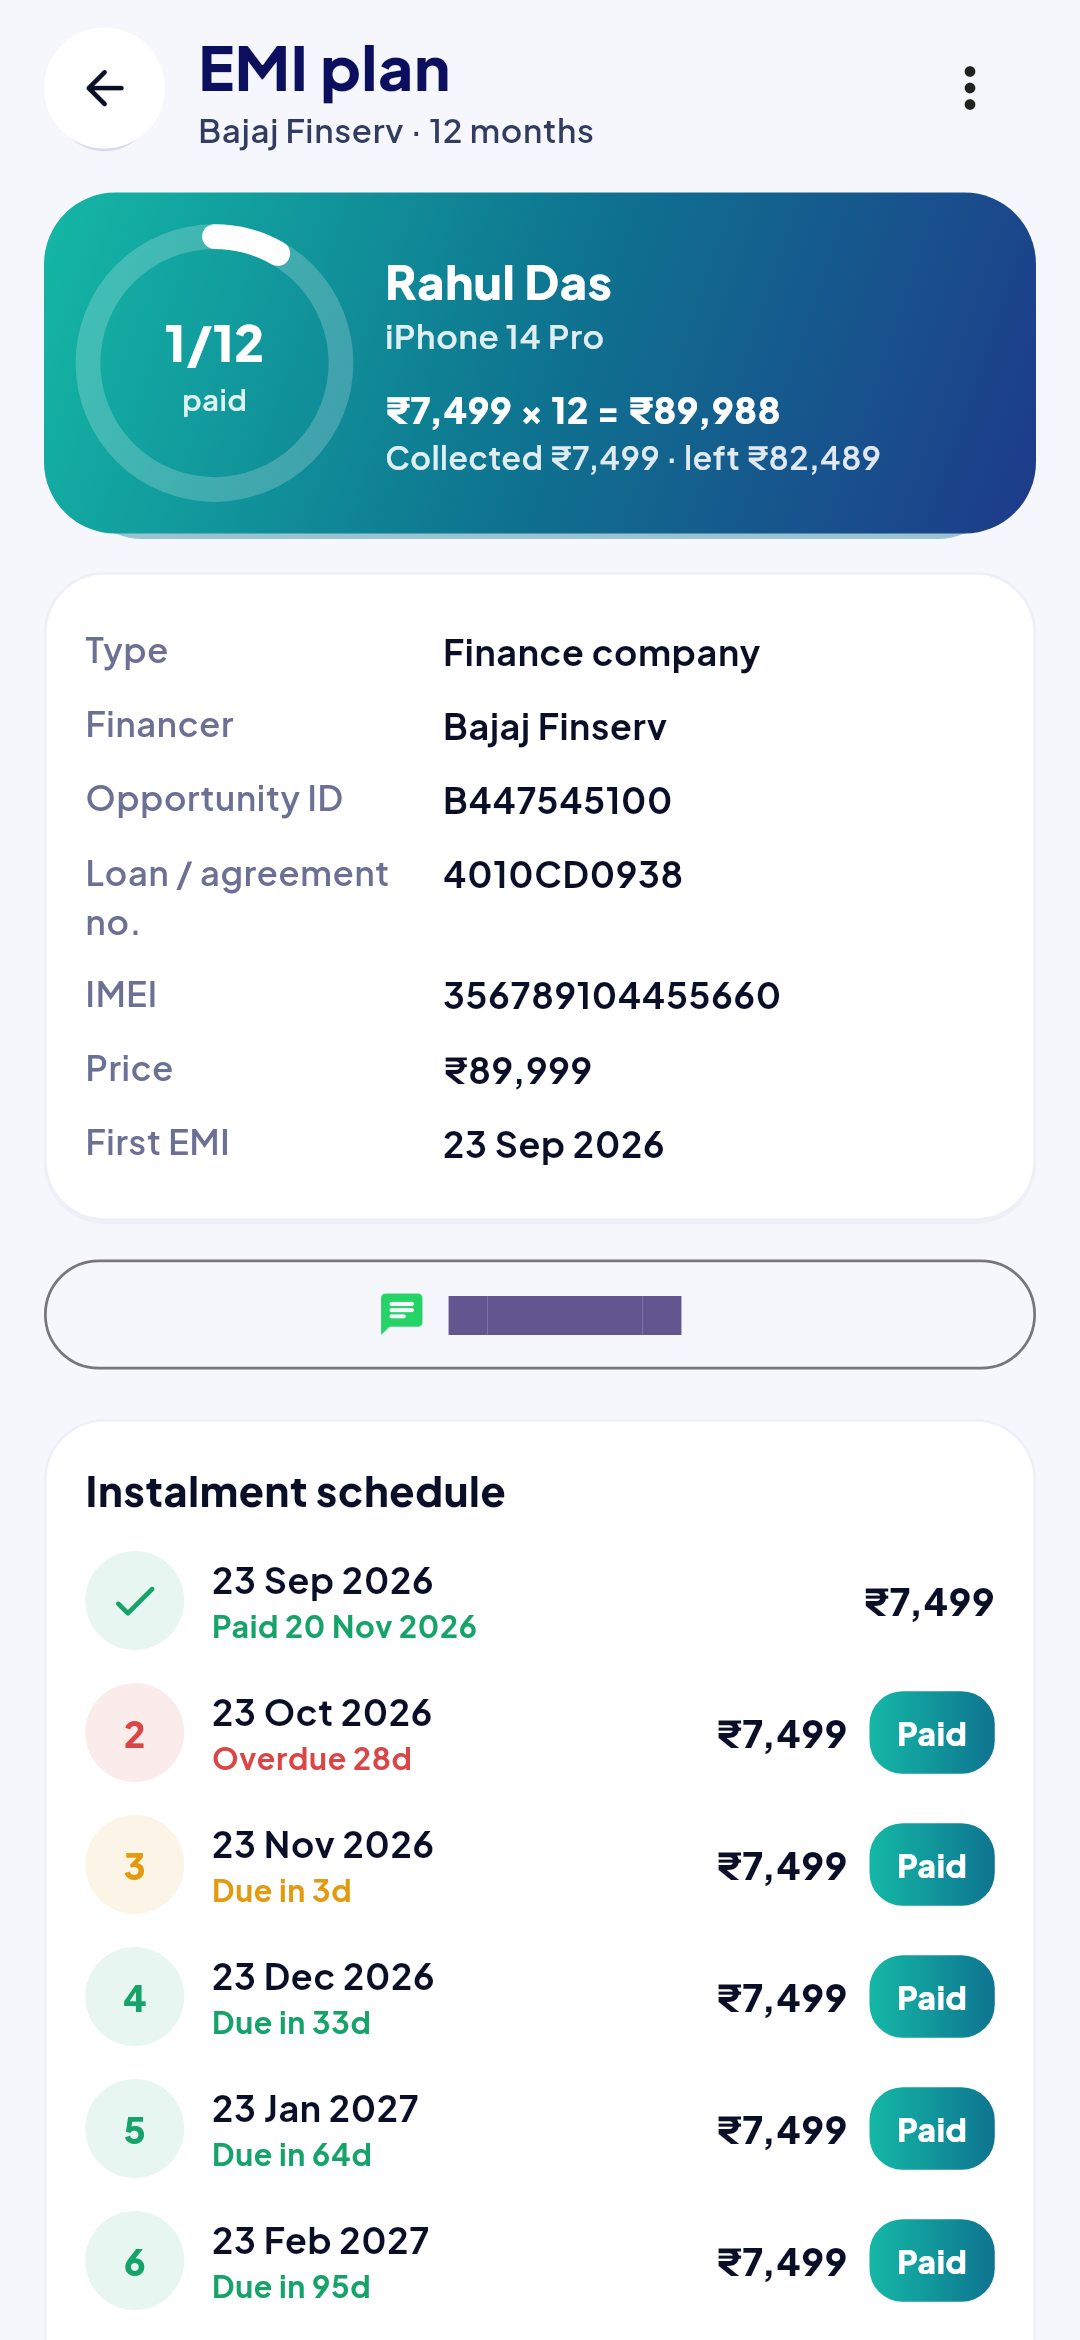 EMI plan
Bajaj Finserv · 12 months
1/12
paid
Rahul Das
iPhone 14 Pro
₹7,499 × 12 = ₹89,988
Collected ₹7,499 · left ₹82,489
Type Finance company
Financer Bajaj Finserv
Opportunity ID B447545100
Loan / agreement no. 4010CD0938
IMEI 356789104455660
Price ₹89,999
First EMI 23 Sep 2026
Instalment schedule
23 Sep 2026
Paid 20 Nov 2026
₹7,499
2
23 Oct 2026
Overdue 28d
₹7,499 Paid
3
23 Nov 2026
Due in 3d
₹7,499 Paid
4
23 Dec 2026
Due in 33d
₹7,499 Paid
5
23 Jan 2027
Due in 64d
₹7,499 Paid
6
23 Feb 2027
Due in 95d
₹7,499 Paid